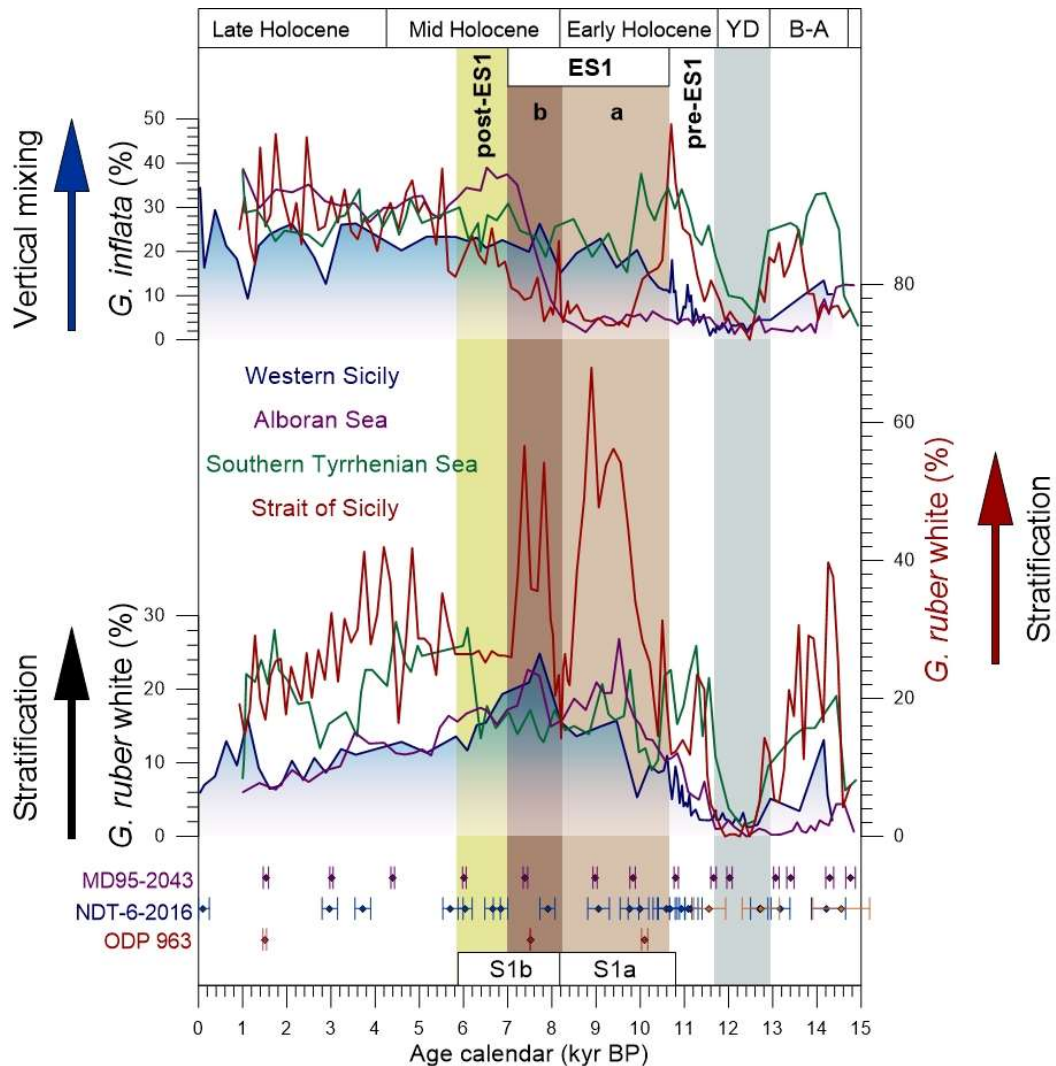 Late Holocene Mid Holocene Early Holocene YD B-A
ES1
post-ES1
b
a
pre-ES1
Vertical mixing
G. inflata (%)
50
40
30
20
10
0
80
60
40
20
0
G. ruber white (%)
Stratification
Western Sicily
Alboran Sea
Southern Tyrrhenian Sea
Strait of Sicily
Stratification
G. ruber white (%)
30
20
10
0
MD95-2043
NDT-6-2016
ODP 963
S1b S1a
0 1 2 3 4 5 6 7 8 9 10 11 12 13 14 15
Age calendar (kyr BP)